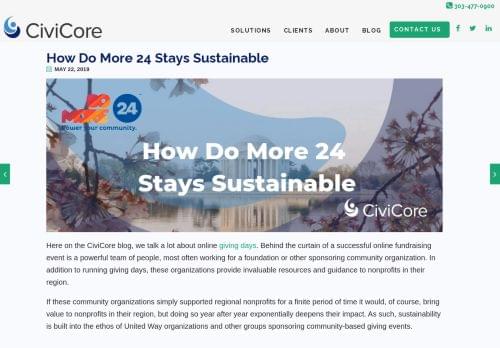 303-477-0900
CiviCore
SOLUTIONS CLIENTS ABOUT BLOG CONTACT US
How Do More 24 Stays Sustainable
MAY 22, 2019
DO
MORE
24
Power your community.
How Do More 24
Stays Sustainable
CiviCore
Here on the CiviCore blog, we talk a lot about online giving days. Behind the curtain of a successful online fundraising
event is a powerful team of people, most often working for a foundation or other sponsoring community organization. In
addition to running giving days, these organizations provide invaluable resources and guidance to nonprofits in their
region.
If these community organizations simply supported regional nonprofits for a finite period of time it would, of course, bring
value to nonprofits in their region, but doing so year after year exponentially deepens their impact. As such, sustainability
is built into the ethos of United Way organizations and other groups sponsoring community-based giving events.